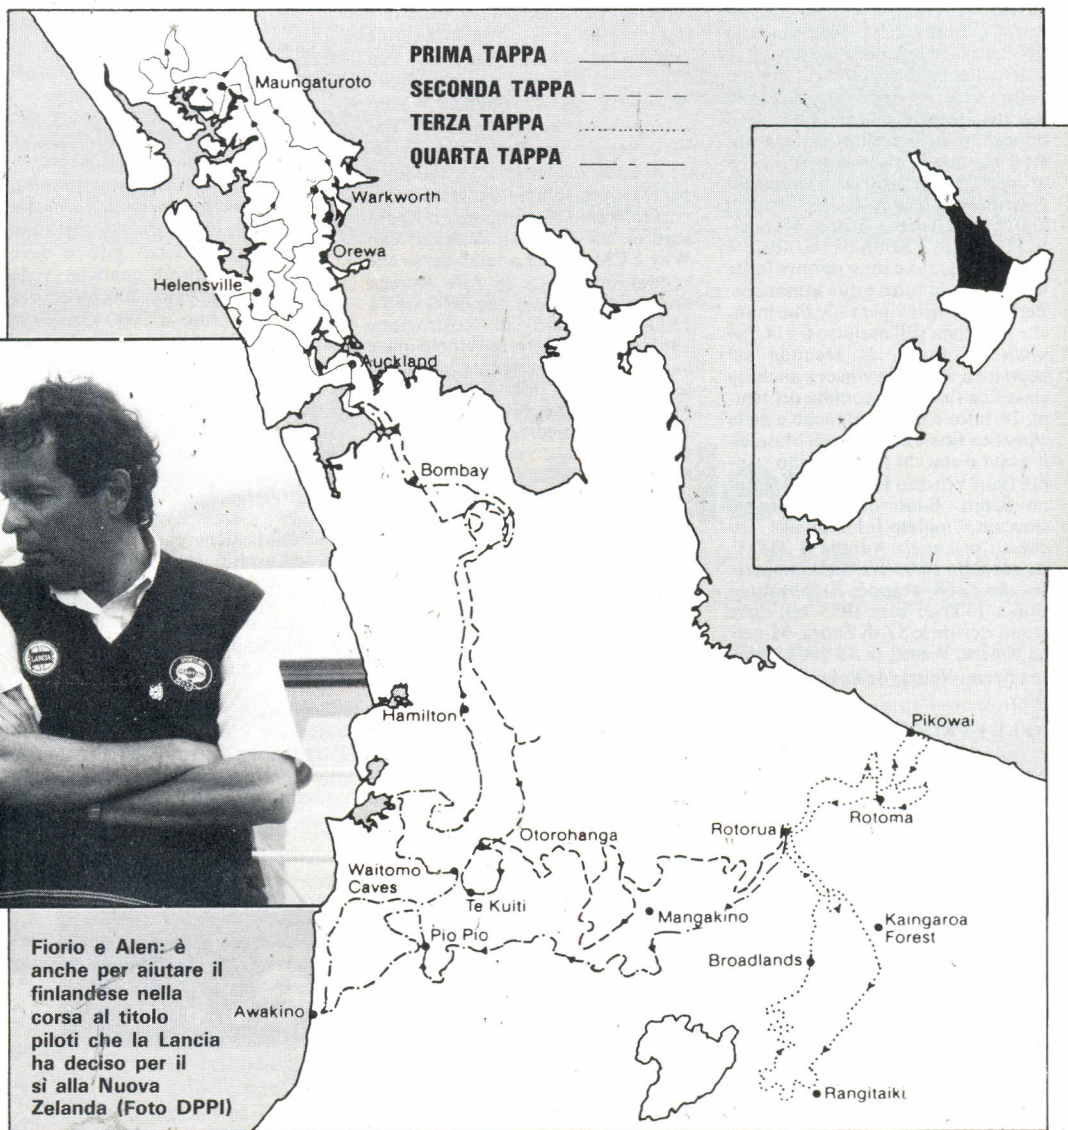 PRIMA TAPPA
SECONDA TAPPA
TERZA TAPPA
QUARTA TAPPA
Maungaturoto
Warkworth
Orewa
Helensville
Auckland
Bombay
Hamilton
Pikowai
Rotoma
Rotorua
Otorohanga
Waitomo
Caves
Te Kuiti
Mangakino
Kaingaroa
Forest
Pio Pio
Broadlands
Awakino
Rangitaiki
LANCIA
Fiorio e Alen: è
anche per aiutare il
finlandese nella
corsa al titolo
piloti che la Lancia
ha deciso per il
sì alla Nuova
Zelanda (Foto DPPI)